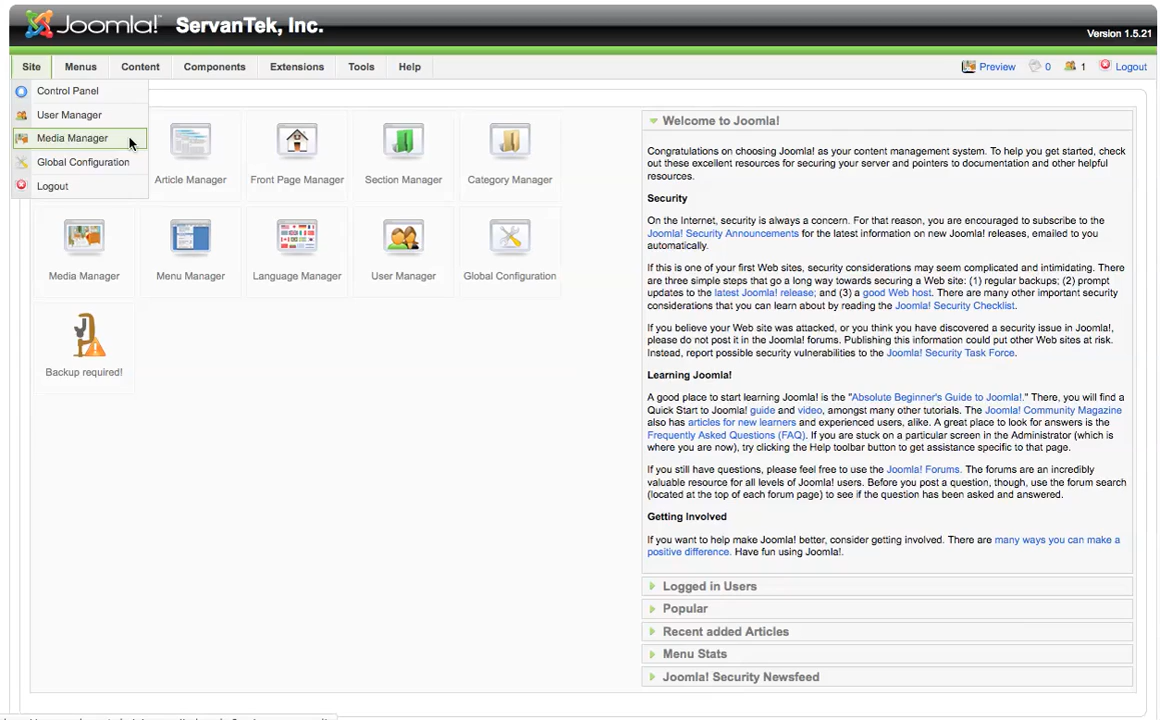 Joomla! ServanTek, Inc.
Version 1.5.21
Site Menus Content Components Extensions Tools Help Preview 0 1 Logout
Control Panel
User Manager
Media Manager
Global Configuration
Logout
Article Manager Front Page Manager Section Manager Category Manager
Media Manager Menu Manager Language Manager User Manager Global Configuration
Backup required!
Welcome to Joomla!
Congratulations on choosing Joomla! as your content management system. To help you get started, check
out these excellent resources for securing your server and pointers to documentation and other helpful
resources.
Security
On the Internet, security is always a concern. For that reason, you are encouraged to subscribe to the
Joomla! Security Announcements for the latest information on new Joomla! releases, emailed to you
automatically.
If this is one of your first Web sites, security considerations may seem complicated and intimidating. There
are three simple steps that go a long way towards securing a Web site: (1) regular backups; (2) prompt
updates to the latest Joomla! release; and (3) a good Web host. There are many other important security
considerations that you can learn about by reading the Joomla! Security Checklist.
If you believe your Web site was attacked, or you think you have discovered a security issue in Joomla!,
please do not post it in the Joomla! forums. Publishing this information could put other Web sites at risk.
Instead, report possible security vulnerabilities to the Joomla! Security Task Force.
Learning Joomla!
A good place to start learning Joomla! is the "Absolute Beginner's Guide to Joomla!." There, you will find a
Quick Start to Joomla! guide and video, amongst many other tutorials. The Joomla! Community Magazine
also has articles for new learners and experienced users, alike. A great place to look for answers is the
Frequently Asked Questions (FAQ). If you are stuck on a particular screen in the Administrator (which is
where you are now), try clicking the Help toolbar button to get assistance specific to that page.
If you still have questions, please feel free to use the Joomla! Forums. The forums are an incredibly
valuable resource for all levels of Joomla! users. Before you post a question, though, use the forum search
(located at the top of each forum page) to see if the question has been asked and answered.
Getting Involved
If you want to help make Joomla! better, consider getting involved. There are many ways you can make a
positive difference. Have fun using Joomla!.
Logged in Users
Popular
Recent added Articles
Menu Stats
Joomla! Security Newsfeed